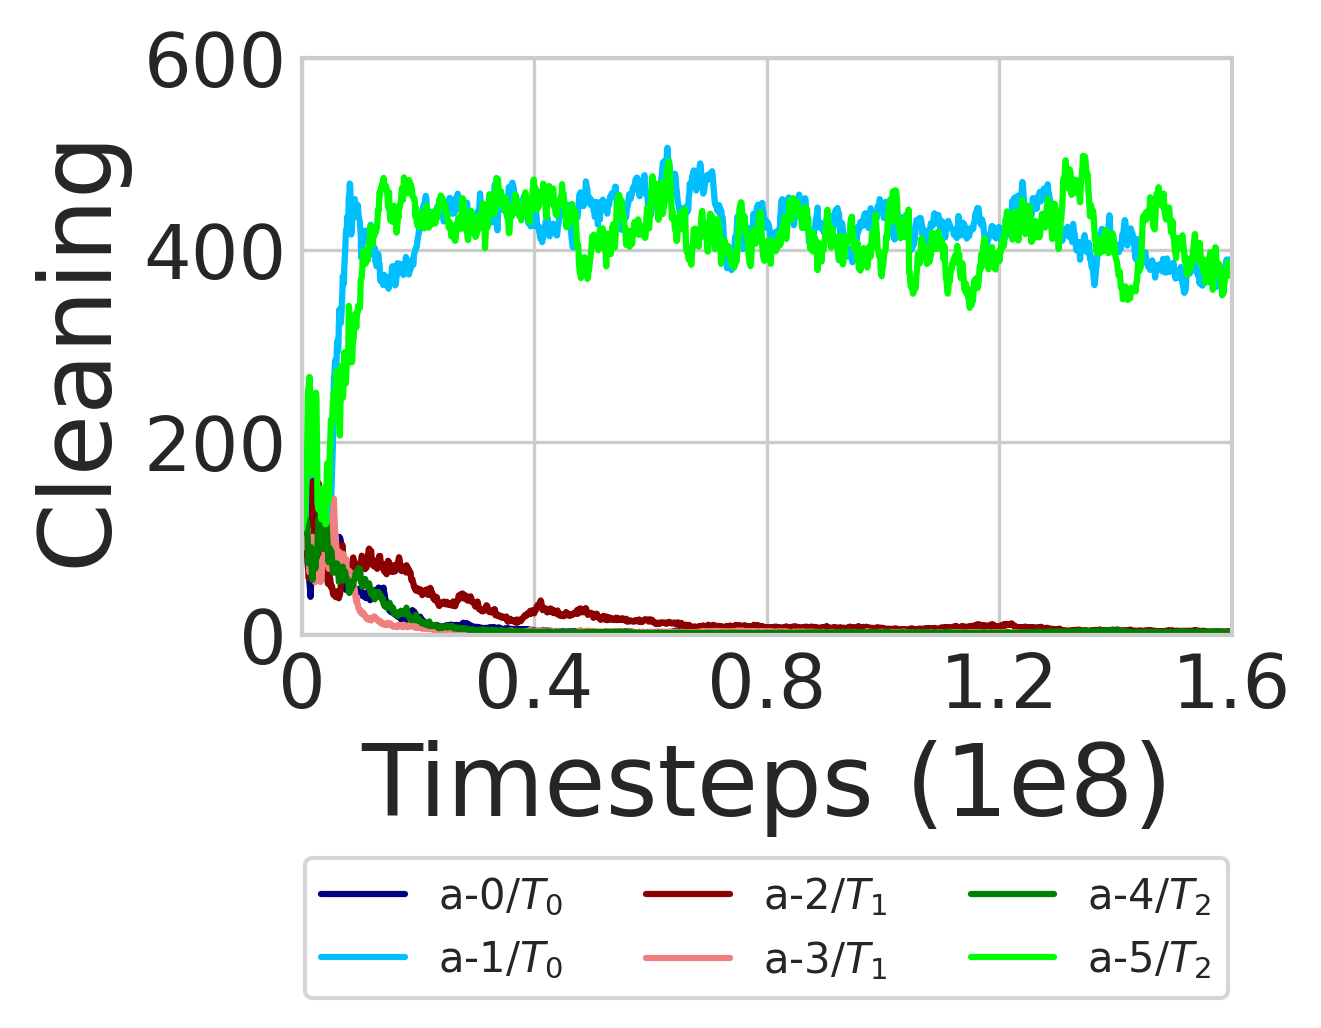 600
400
200
0
Cleaning
0 0.4 0.8 1.2 1.6
Timesteps (1e8)
a-0/T₀ a-2/T₁ a-4/T₂
a-1/T₀ a-3/T₁ a-5/T₂